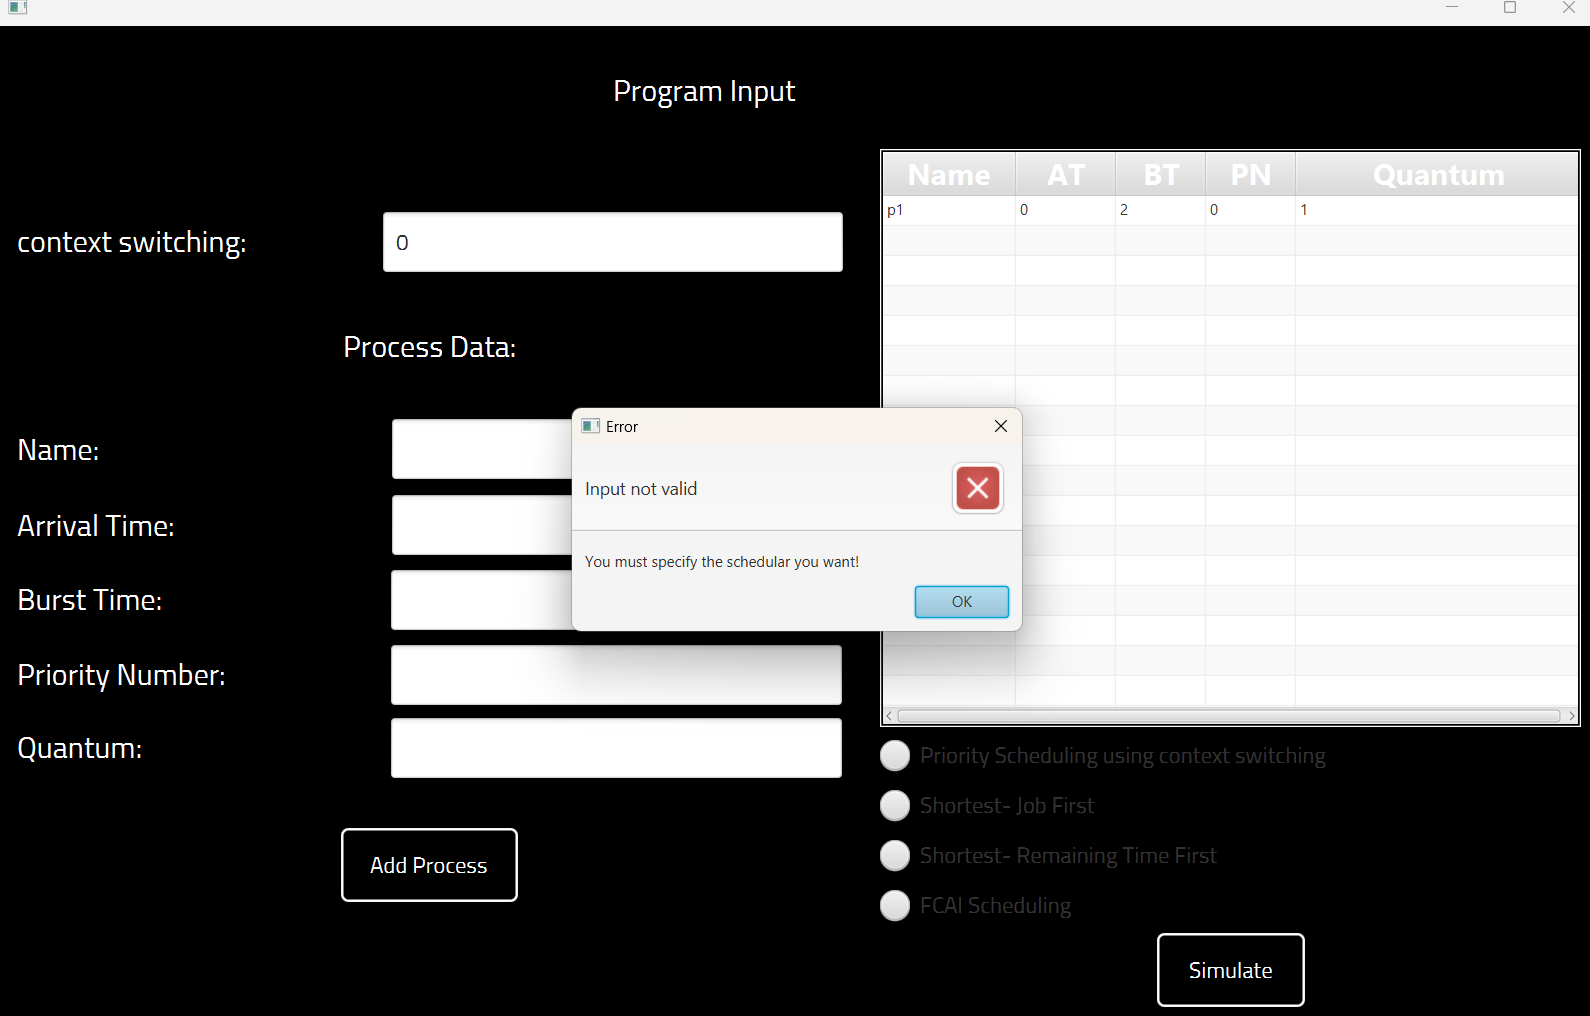 Program Input
context switching:
0
Process Data:
Name:
Arrival Time:
Burst Time:
Priority Number:
Quantum:
Add Process
Name AT BT PN Quantum
p1 0 2 0 1
Error
Input not valid
You must specify the schedular you want!
OK
Priority Scheduling using context switching
Shortest- Job First
Shortest- Remaining Time First
FCAI Scheduling
Simulate